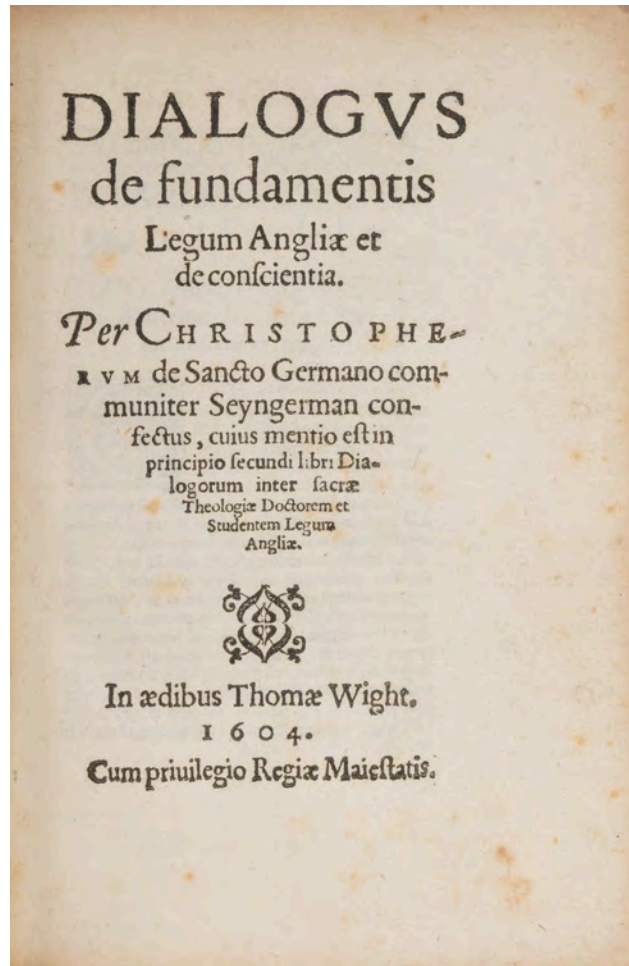 DIALOGVS
de fundamentis
Legum Angliæ et
de conſcientia.
Per CHRISTOPHE-
RVM de Sancto Germano com-
muniter Seyngerman con-
fectus, cuius mentio eſt in
principio ſecundi libri Dia-
logorum inter ſacræ
Theologiæ Doctorem et
Studentem Legum
Angliæ.
In ædibus Thomæ Wight.
1604.
Cum priuilegio Regiæ Maieſtatis.